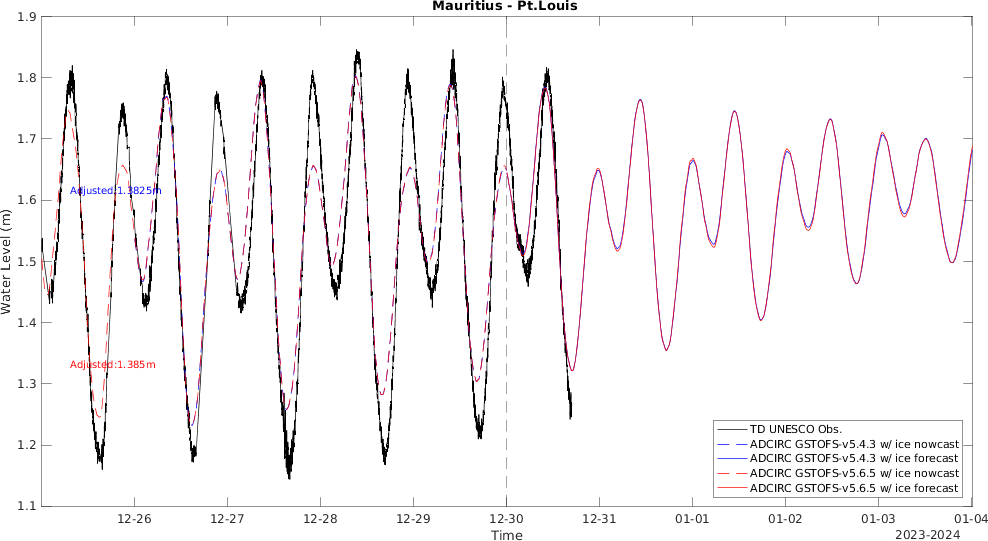 Mauritius - Pt.Louis
1.9
1.8
1.7
1.6
1.5
1.4
1.3
1.2
1.1
Water Level (m)
Adjusted:1.3825m
Adjusted:1.385m
TD UNESCO Obs.
ADCIRC GSTOFS-v5.4.3 w/ ice nowcast
ADCIRC GSTOFS-v5.4.3 w/ ice forecast
ADCIRC GSTOFS-v5.6.5 w/ ice nowcast
ADCIRC GSTOFS-v5.6.5 w/ ice forecast
12-26 12-27 12-28 12-29 12-30 12-31 01-01 01-02 01-03 01-04
Time
2023-2024